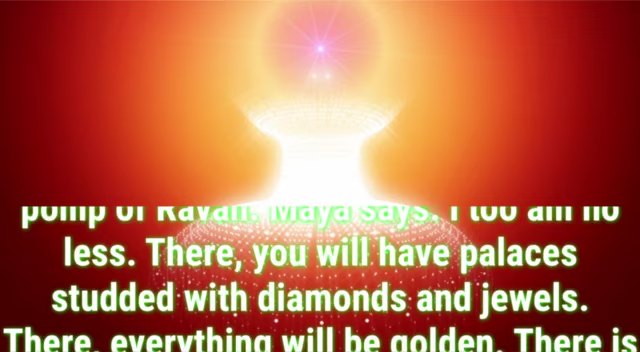 pomp of Ravan. Maya says: I too am no
less. There, you will have palaces
studded with diamonds and jewels.
There, everything will be golden. There is